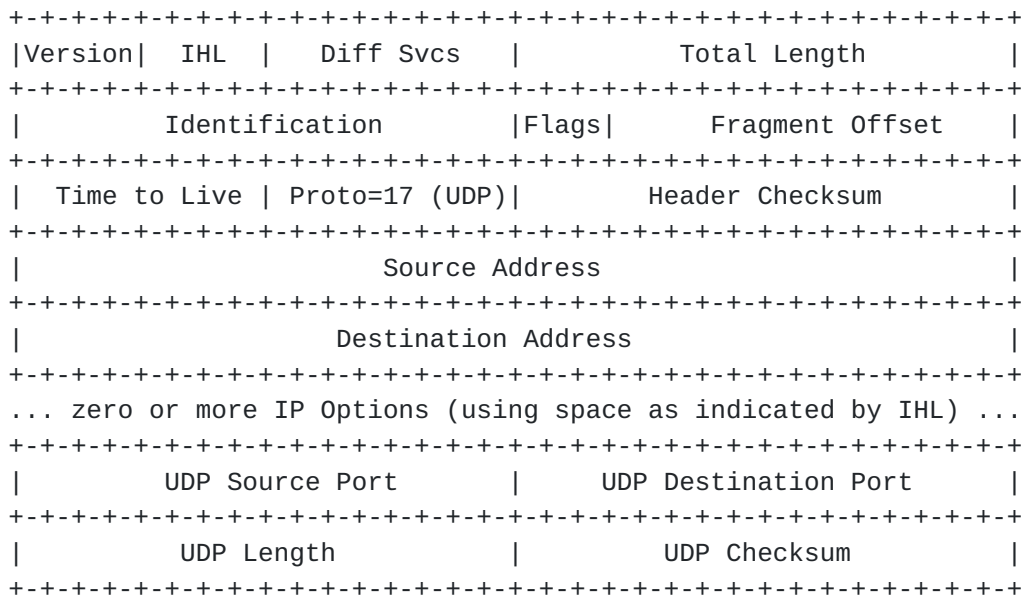 +-+-+-+-+-+-+-+-+-+-+-+-+-+-+-+-+-+-+-+-+-+-+-+-+-+-+-+-+-+-+-+-+
|Version|  IHL  |   Diff Svcs   |          Total Length         |
+-+-+-+-+-+-+-+-+-+-+-+-+-+-+-+-+-+-+-+-+-+-+-+-+-+-+-+-+-+-+-+-+
|         Identification        |Flags|      Fragment Offset    |
+-+-+-+-+-+-+-+-+-+-+-+-+-+-+-+-+-+-+-+-+-+-+-+-+-+-+-+-+-+-+-+-+
|  Time to Live | Proto=17 (UDP)|        Header Checksum        |
+-+-+-+-+-+-+-+-+-+-+-+-+-+-+-+-+-+-+-+-+-+-+-+-+-+-+-+-+-+-+-+-+
|                       Source Address                          |
+-+-+-+-+-+-+-+-+-+-+-+-+-+-+-+-+-+-+-+-+-+-+-+-+-+-+-+-+-+-+-+-+
|                    Destination Address                        |
+-+-+-+-+-+-+-+-+-+-+-+-+-+-+-+-+-+-+-+-+-+-+-+-+-+-+-+-+-+-+-+-+
... zero or more IP Options (using space as indicated by IHL) ...
+-+-+-+-+-+-+-+-+-+-+-+-+-+-+-+-+-+-+-+-+-+-+-+-+-+-+-+-+-+-+-+-+
|         UDP Source Port       |     UDP Destination Port      |
+-+-+-+-+-+-+-+-+-+-+-+-+-+-+-+-+-+-+-+-+-+-+-+-+-+-+-+-+-+-+-+-+
|          UDP Length           |         UDP Checksum          |
+-+-+-+-+-+-+-+-+-+-+-+-+-+-+-+-+-+-+-+-+-+-+-+-+-+-+-+-+-+-+-+-+